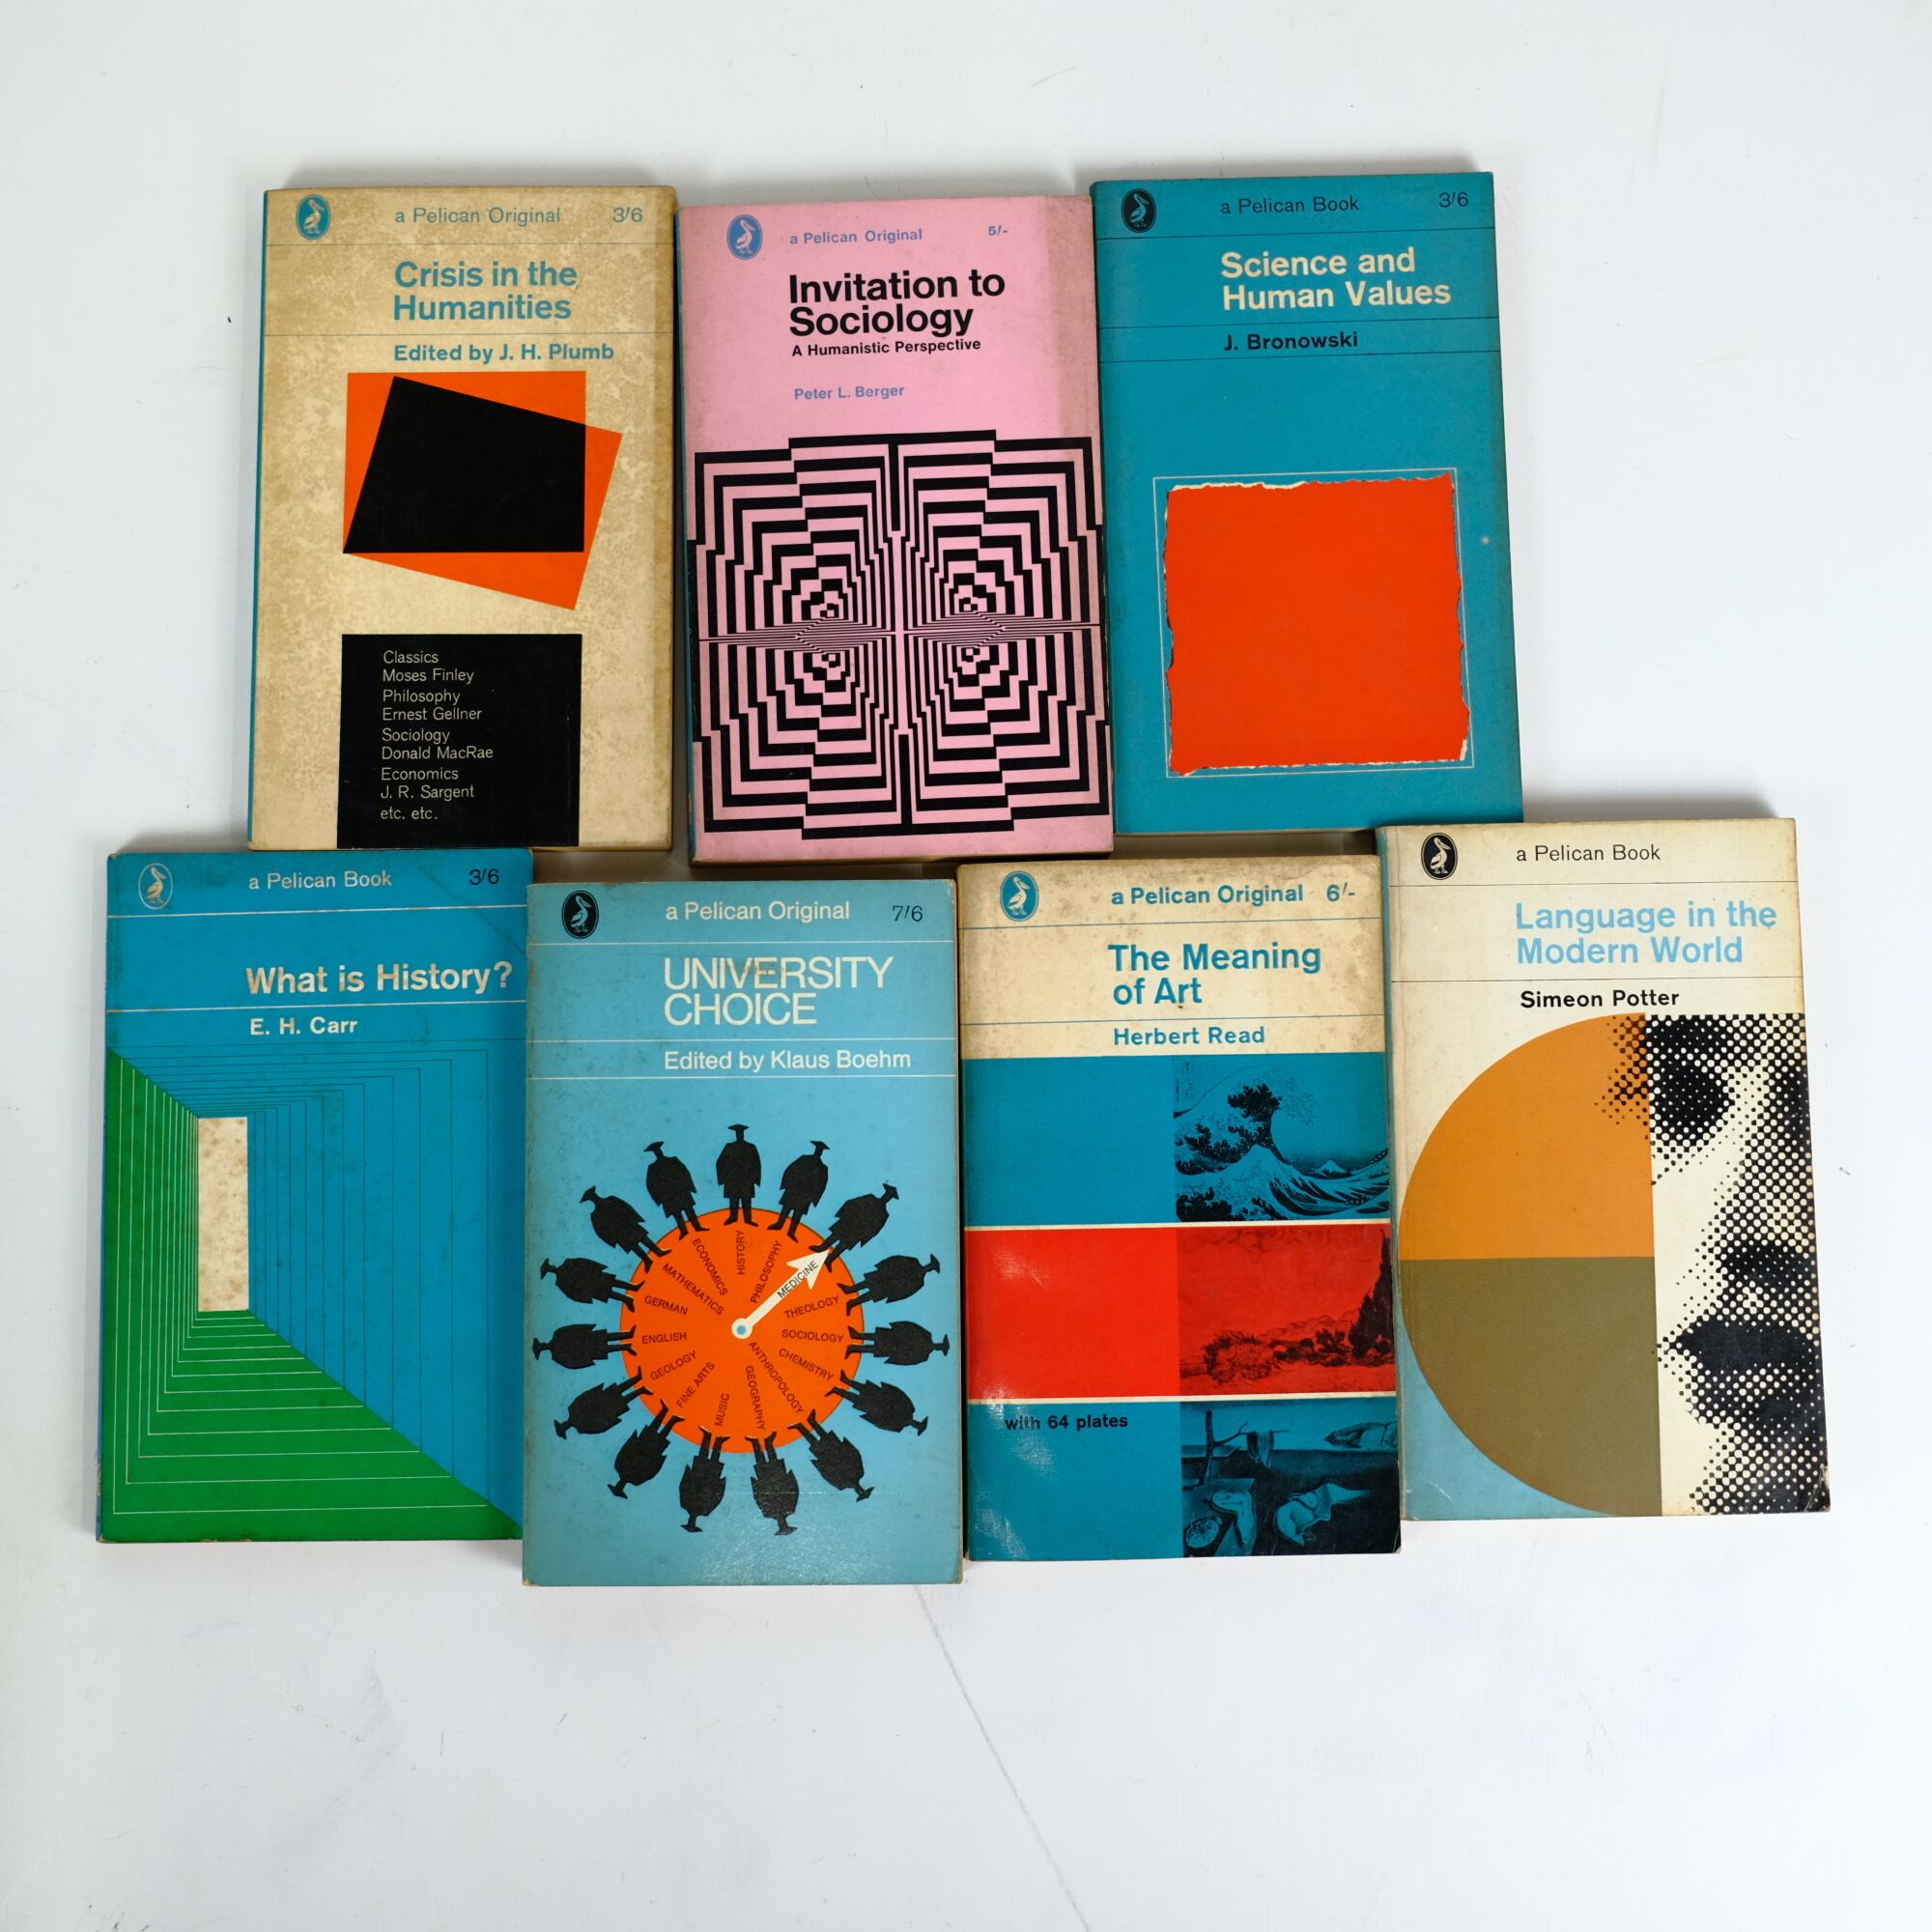 a Pelican Original 3/6
Crisis in the
Humanities
Edited by J. H. Plumb
Classics
Moses Finley
Philosophy
Ernest Gellner
Sociology
Donald MacRae
Economics
J. R. Sargent
etc. etc.
a Pelican Original 5/-
Invitation to
Sociology
A Humanistic Perspective
Peter L. Berger
a Pelican Book 3/6
Science and
Human Values
J. Bronowski
a Pelican Book 3/6
What is History?
E. H. Carr
a Pelican Original 7/6
UNIVERSITY
CHOICE
Edited by Klaus Boehm
HISTORY
PHILOSOPHY
MEDICINE
THEOLOGY
SOCIOLOGY
CHEMISTRY
ANTHROPOLOGY
GEOGRAPHY
MUSIC
FINE ARTS
GEOLOGY
ENGLISH
GERMAN
MATHEMATICS
ECONOMICS
a Pelican Original 6/-
The Meaning
of Art
Herbert Read
with 64 plates
a Pelican Book
Language in the
Modern World
Simeon Potter